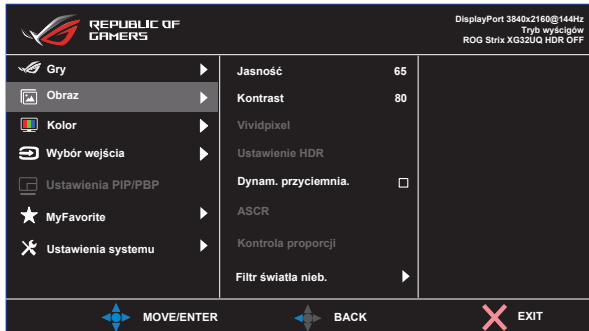 REPUBLIC OF
GAMERS
DisplayPort 3840x2160@144Hz
Tryb wyścigów
ROG Strix XG32UQ HDR OFF
Gry
Obraz
Kolor
Wybór wejścia
Ustawienia PIP/PBP
MyFavorite
Ustawienia systemu
Jasność 65
Kontrast 80
Vividpixel
Ustawienie HDR
Dynam. przyciemnia.
ASCR
Kontrola proporcji
Filtr światła nieb.
MOVE/ENTER BACK EXIT